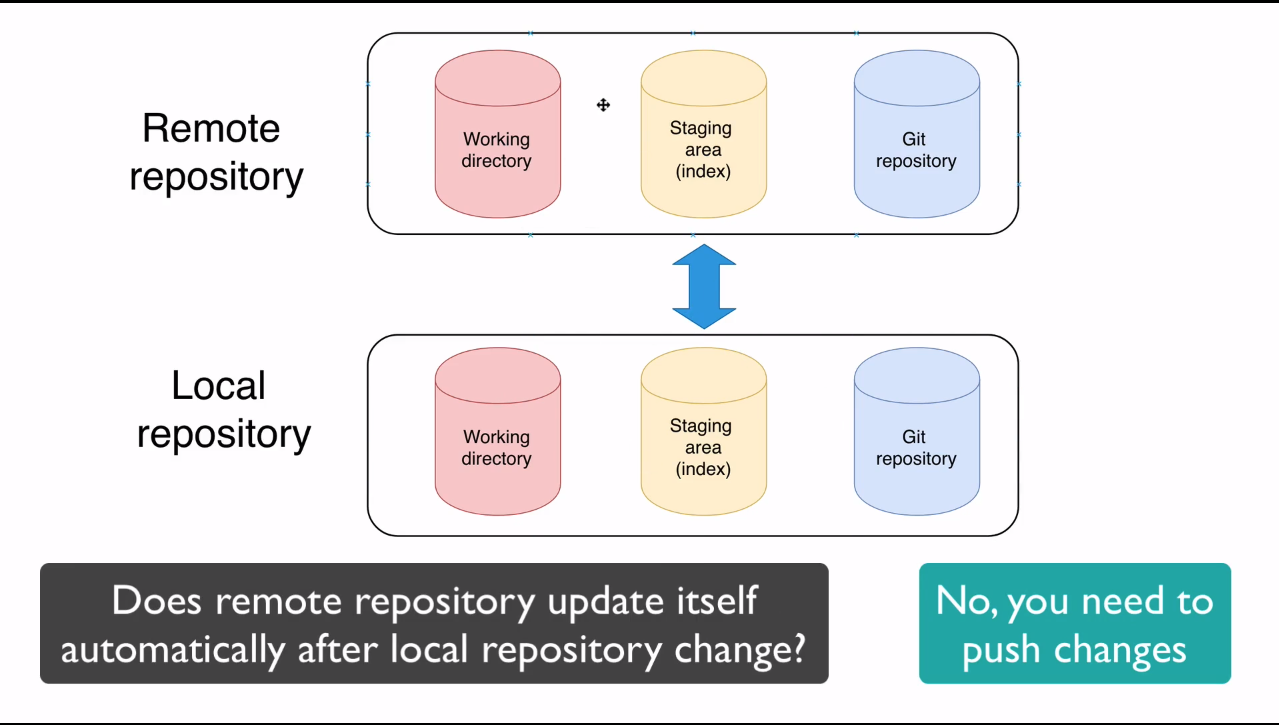 Remote
repository
Working
directory
Staging
area
(index)
Git
repository
Local
repository
Working
directory
Staging
area
(index)
Git
repository
Does remote repository update itself
automatically after local repository change?
No, you need to
push changes